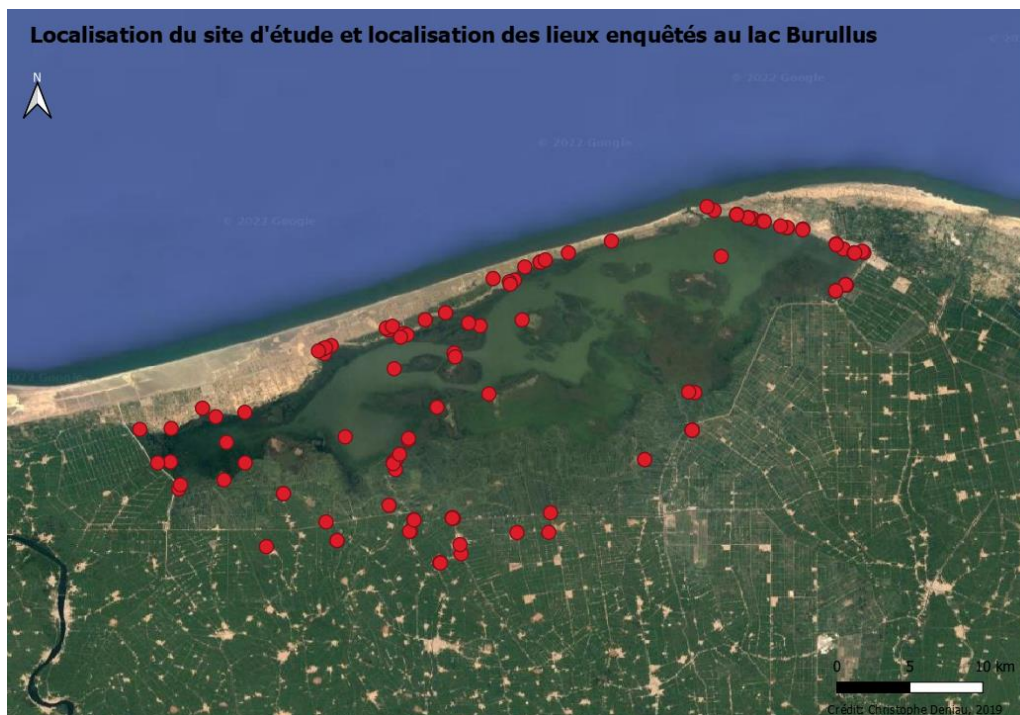 Localisation du site d'étude et localisation des lieux enquêtés au lac Burullus
N
© 2022 Google
© 2022 Google
© 2022 Google
0 5 10 km
Crédit: Christophe Deniau, 2019